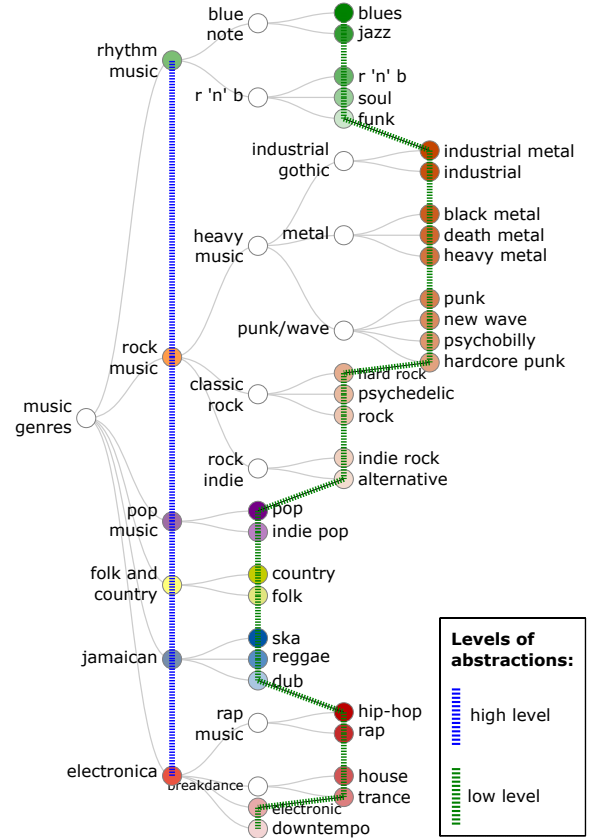 blue
note
blues
jazz
rhythm
music
r 'n' b
r 'n' b
soul
funk
industrial
gothic
industrial metal
industrial
heavy
music
metal
black metal
death metal
heavy metal
punk/wave
punk
new wave
psychobilly
hardcore punk
rock
music
classic
rock
hard rock
psychedelic
rock
music
genres
rock
indie
indie rock
alternative
pop
music
pop
indie pop
folk and
country
country
folk
jamaican
ska
reggae
dub
rap
music
hip-hop
rap
electronica
breakdance
house
trance
electronic
downtempo
Levels of
abstractions:
high level
low level